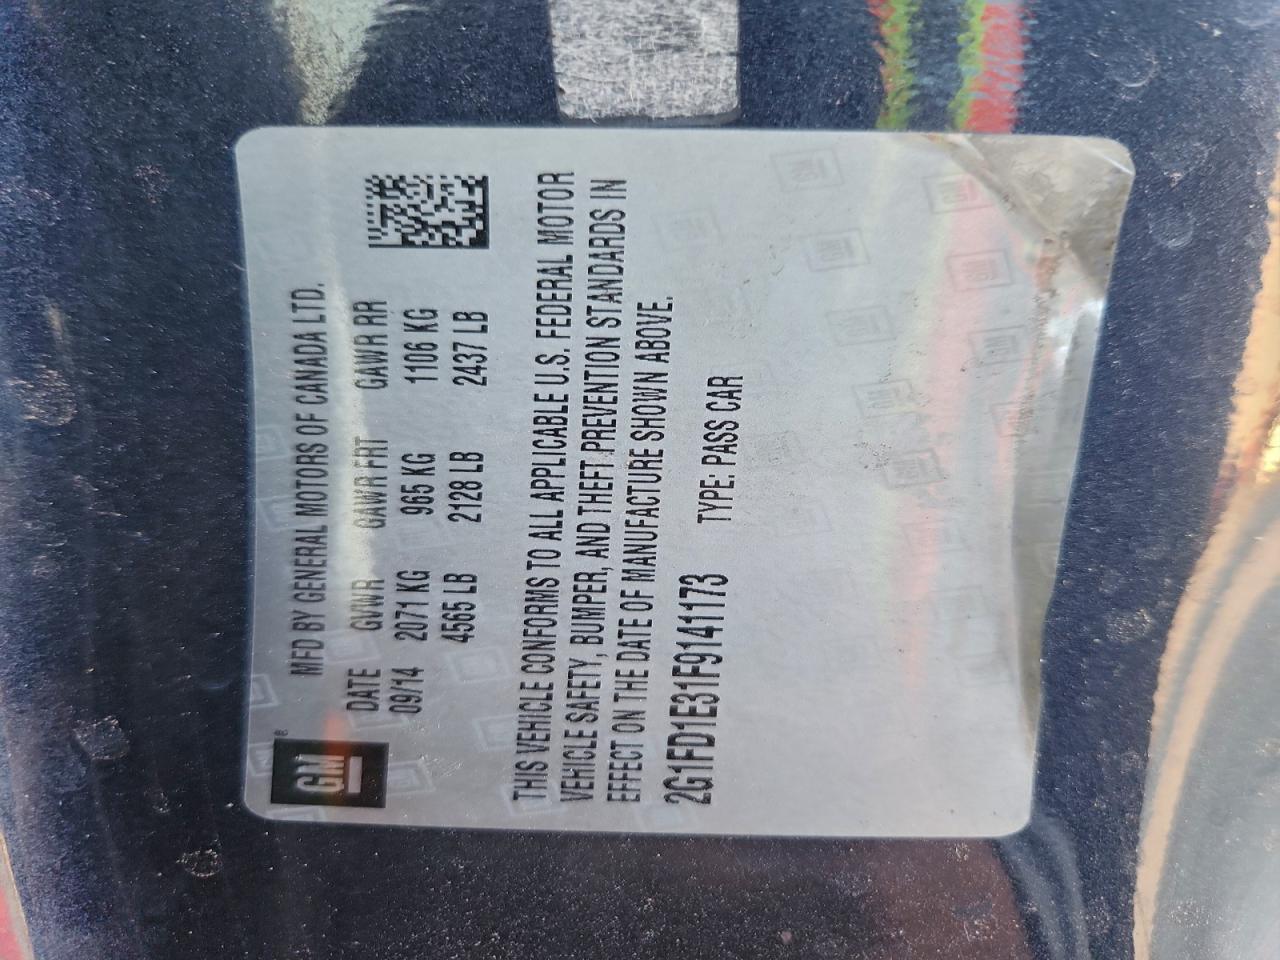 GM®
MFD BY GENERAL MOTORS OF CANADA LTD.
DATE GVWR GAWR FRT GAWR RR
09/14 2071 KG 965 KG 1106 KG
4565 LB 2128 LB 2437 LB
THIS VEHICLE CONFORMS TO ALL APPLICABLE U.S. FEDERAL MOTOR
VEHICLE SAFETY, BUMPER, AND THEFT PREVENTION STANDARDS IN
EFFECT ON THE DATE OF MANUFACTURE SHOWN ABOVE.
2G1FD1E31F9141173 TYPE: PASS CAR